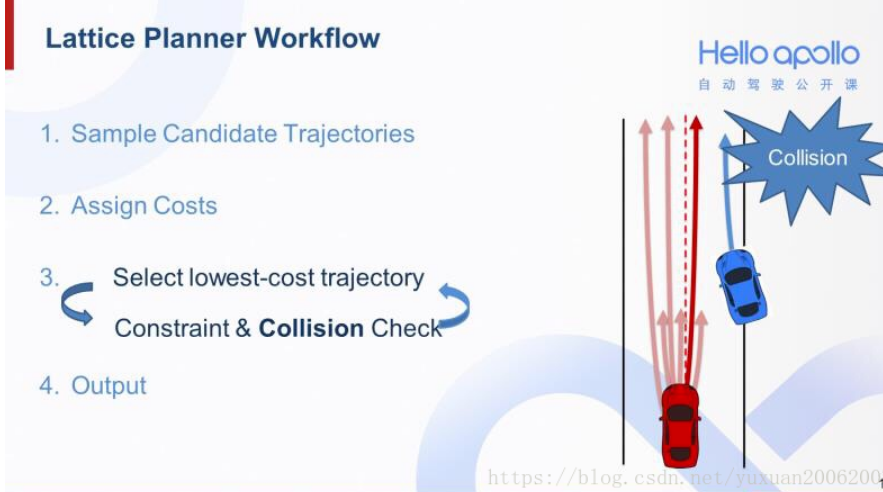 Lattice Planner Workflow
Hello apollo
自动驾驶公开课
1. Sample Candidate Trajectories
Collision
2. Assign Costs
3. Select lowest-cost trajectory
Constraint & Collision Check
4. Output
https://blog.csdn.net/yuxuan20062007